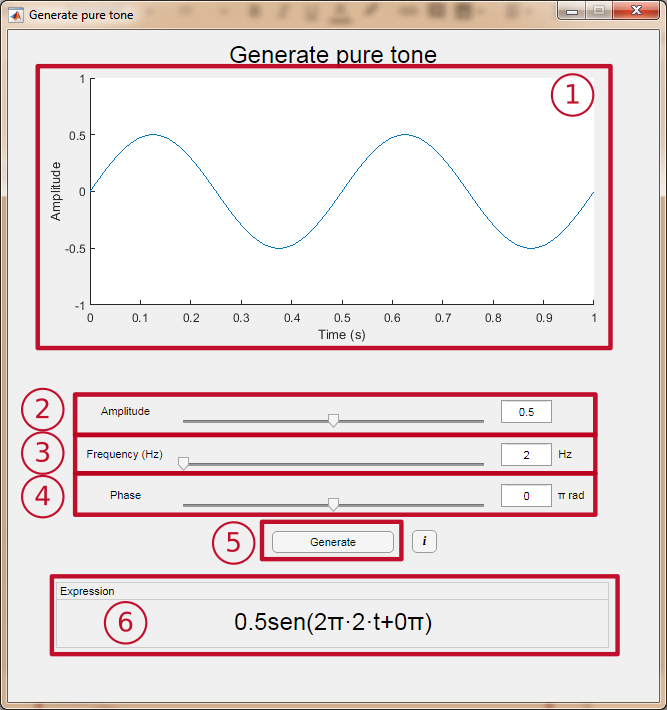 Generate pure tone
Generate pure tone
1
1
0.5
0
-0.5
-1
Amplitude
0 0.1 0.2 0.3 0.4 0.5 0.6 0.7 0.8 0.9 1
Time (s)
2 Amplitude 0.5
3 Frequency (Hz) 2 Hz
4 Phase 0 π rad
5 Generate i
Expression
6 0.5sen(2π·2·t+0π)